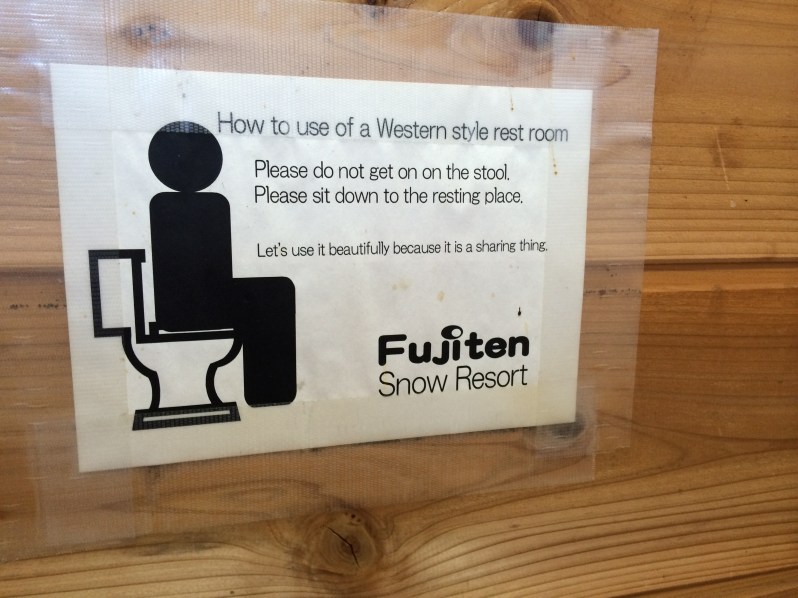 How to use of a Western style rest room
Please do not get on on the stool.
Please sit down to the resting place.
Let's use it beautifully because it is a sharing thing.
Fujiten
Snow Resort